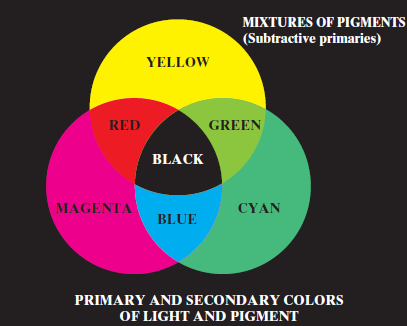 MIXTURES OF PIGMENTS
(Subtractive primaries)
YELLOW
RED
GREEN
BLACK
MAGENTA
BLUE
CYAN
PRIMARY AND SECONDARY COLORS
OF LIGHT AND PIGMENT